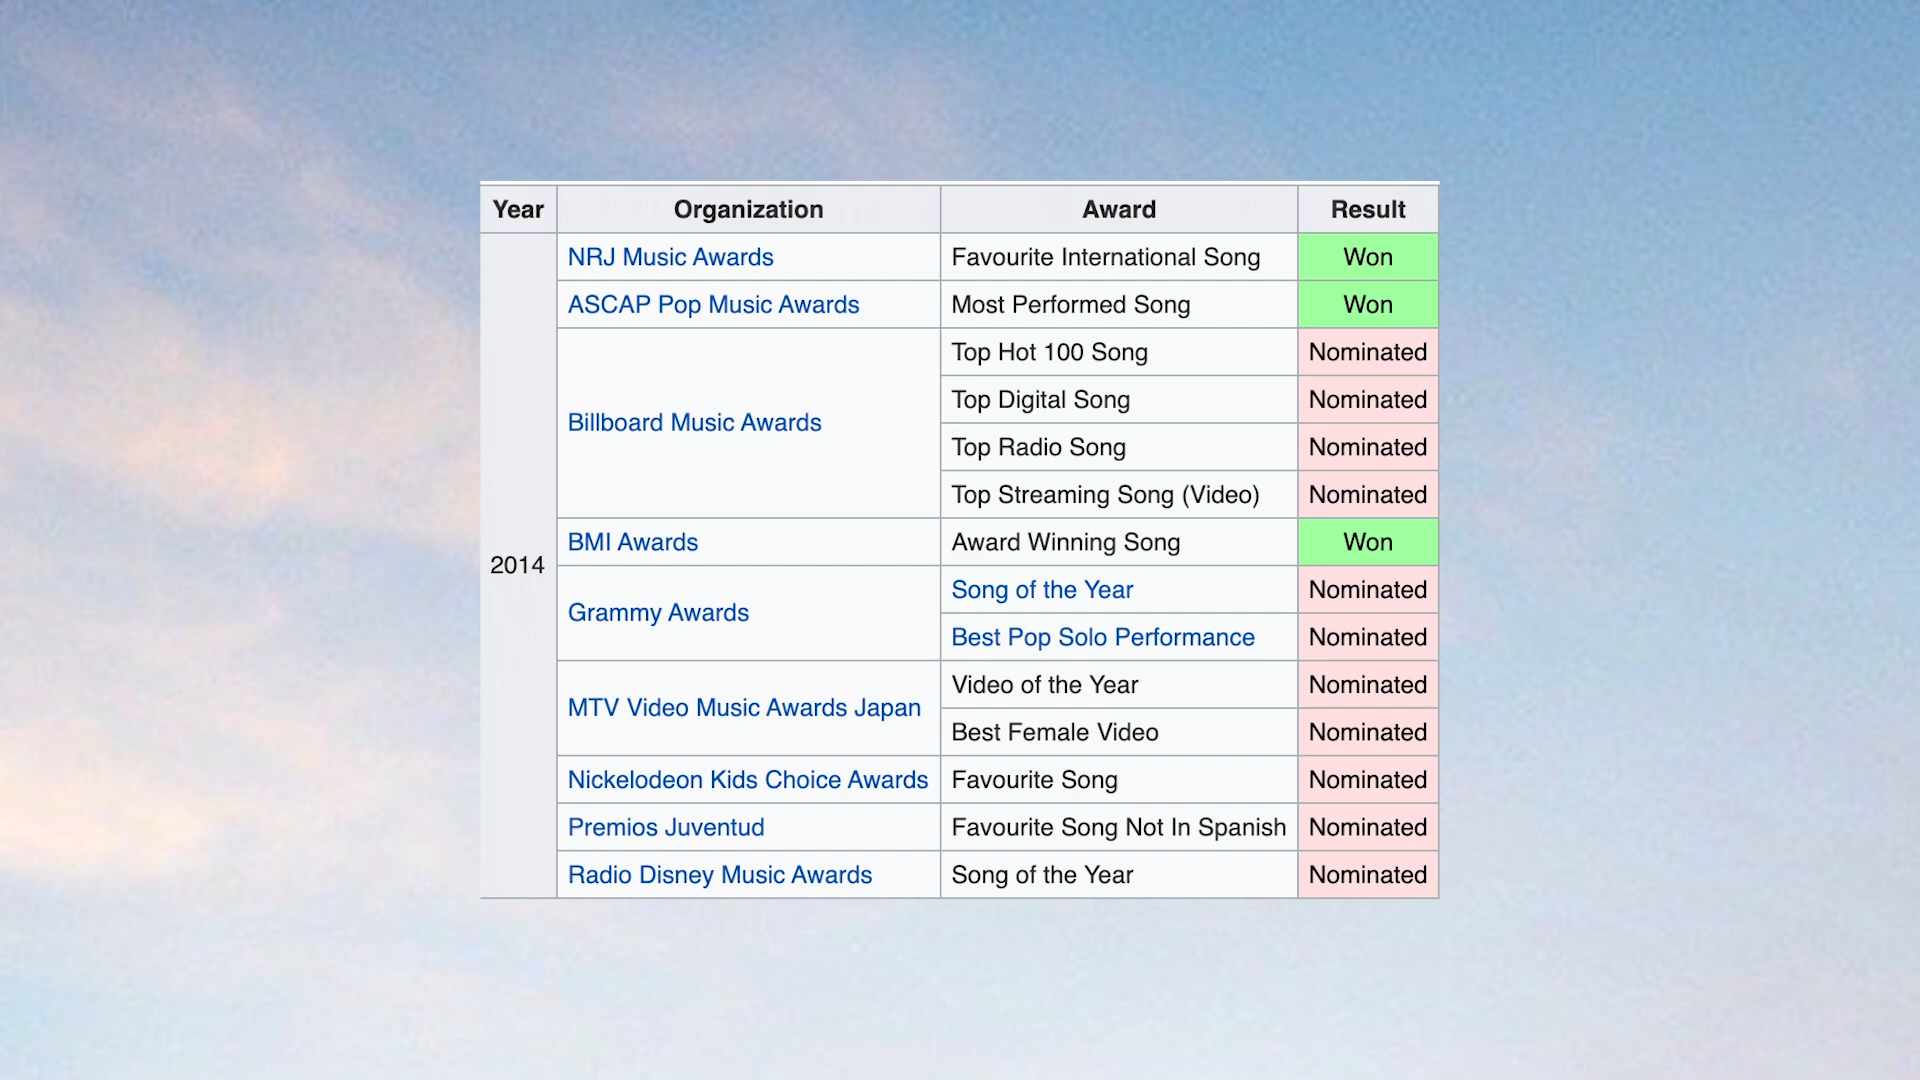 Year Organization Award Result
2014
NRJ Music Awards Favourite International Song Won
ASCAP Pop Music Awards Most Performed Song Won
Billboard Music Awards
Top Hot 100 Song Nominated
Top Digital Song Nominated
Top Radio Song Nominated
Top Streaming Song (Video) Nominated
BMI Awards Award Winning Song Won
Grammy Awards
Song of the Year Nominated
Best Pop Solo Performance Nominated
MTV Video Music Awards Japan
Video of the Year Nominated
Best Female Video Nominated
Nickelodeon Kids Choice Awards Favourite Song Nominated
Premios Juventud Favourite Song Not In Spanish Nominated
Radio Disney Music Awards Song of the Year Nominated